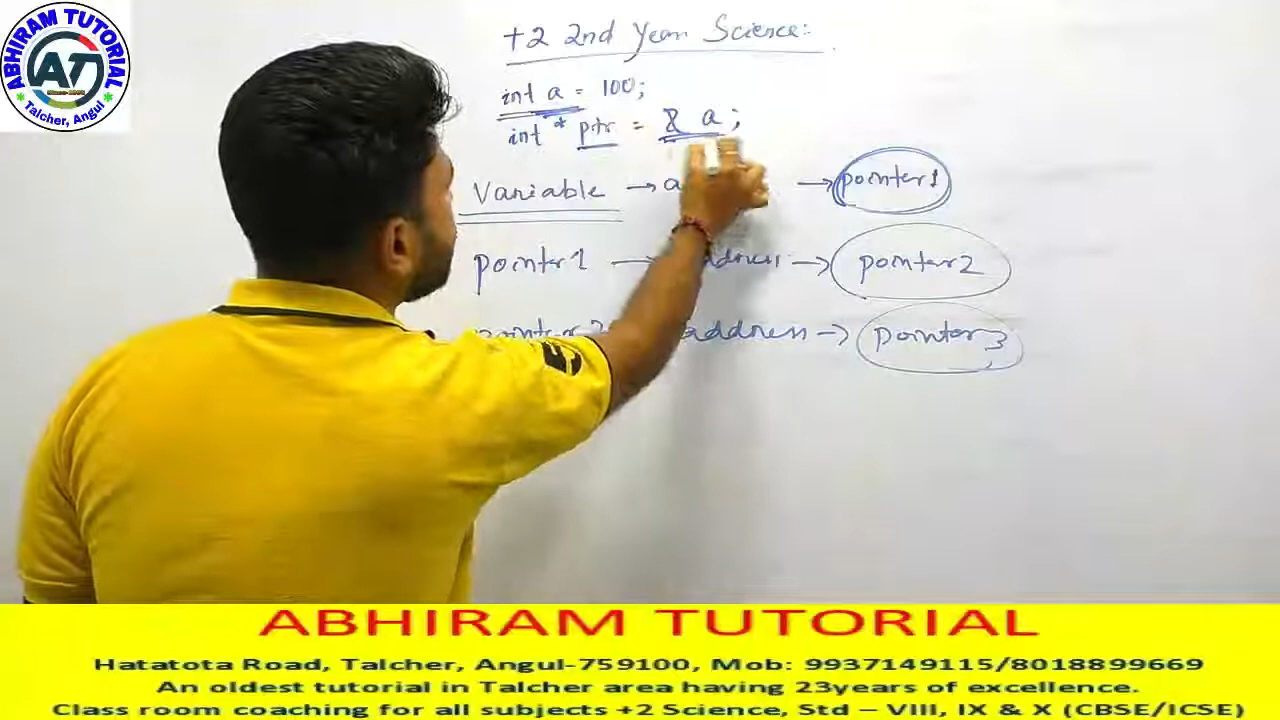 ABHIRAM TUTORIAL
AT
Talcher, Angul
+2 2nd Year Science:
int a = 100;
int * ptr = & a;
Variable → → pointer1
pointer1 → → pointer2
address → pointer3
ABHIRAM TUTORIAL
Hatatota Road, Talcher, Angul-759100, Mob: 9937149115/8018899669
An oldest tutorial in Talcher area having 23years of excellence.
Class room coaching for all subjects +2 Science, Std – VIII, IX & X (CBSE/ICSE)